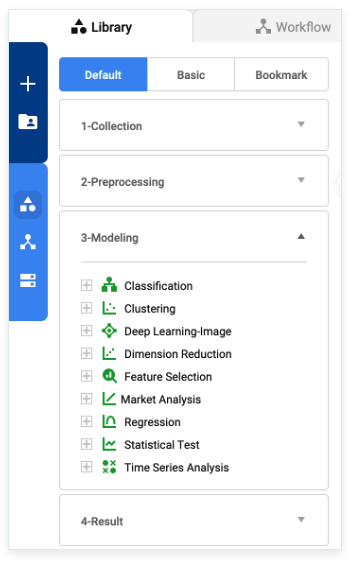 Library
Workflow
Default
Basic
Bookmark
1-Collection
2-Preprocessing
3-Modeling
Classification
Clustering
Deep Learning-Image
Dimension Reduction
Feature Selection
Market Analysis
Regression
Statistical Test
Time Series Analysis
4-Result